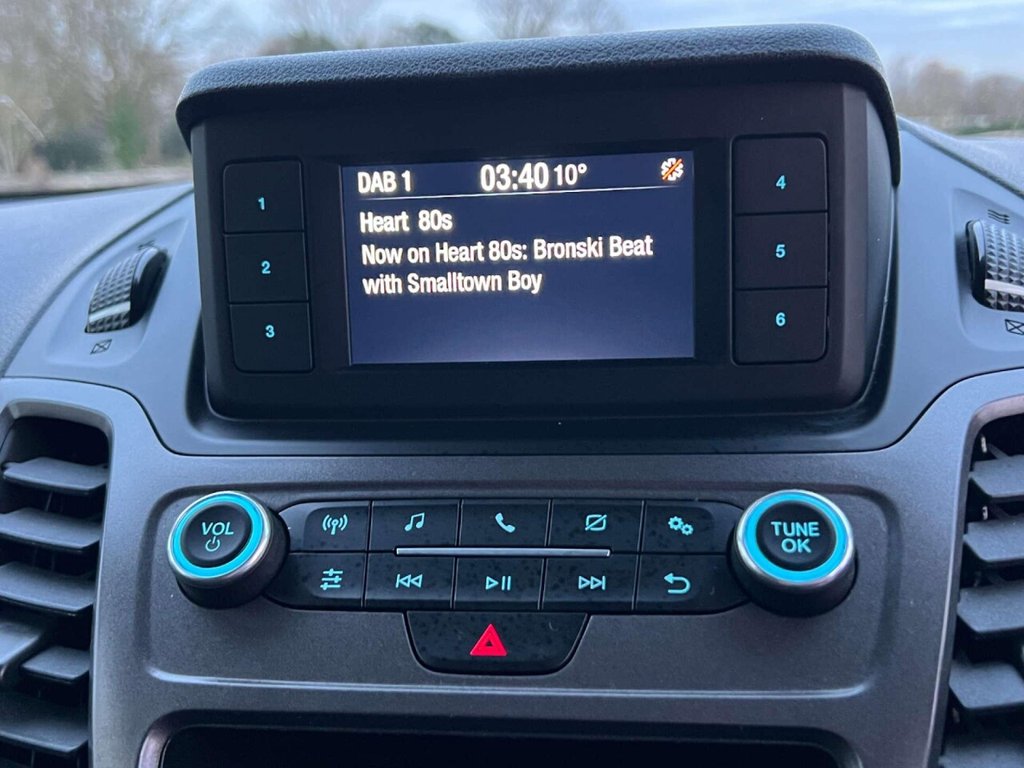 DAB 1 03:40 10°
Heart 80s
Now on Heart 80s: Bronski Beat
with Smalltown Boy
1
2
3
4
5
6
VOL
TUNE
OK